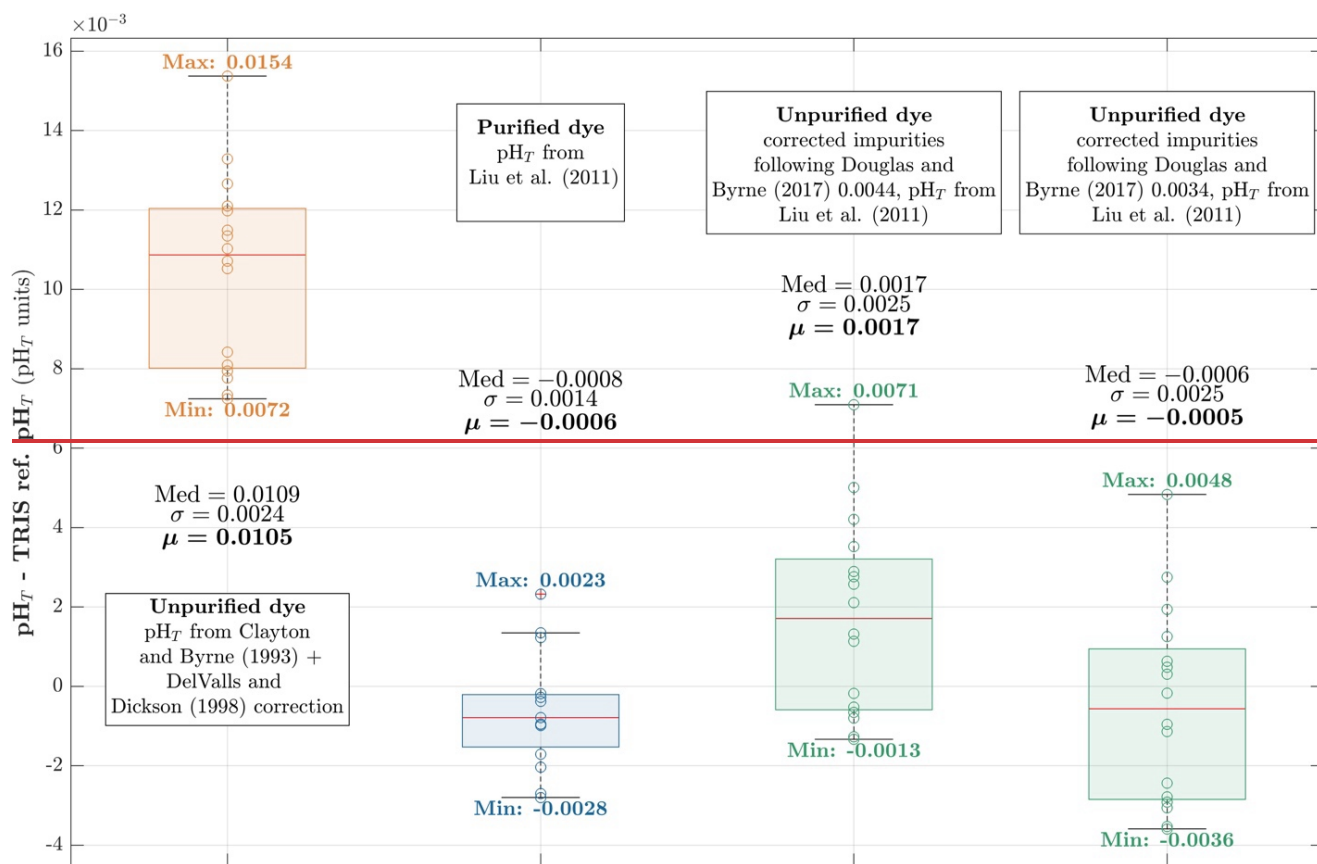 ×10⁻³
16
14
12
10
8
6
4
2
0
-2
-4
pH_T - TRIS ref. pH_T (pH_T units)
Max: 0.0154
Min: 0.0072
Med = 0.0109
σ = 0.0024
μ = 0.0105
Unpurified dye
pH_T from Clayton
and Byrne (1993) +
DelValls and
Dickson (1998) correction
Purified dye
pH_T from
Liu et al. (2011)
Med = −0.0008
σ = 0.0014
μ = −0.0006
Max: 0.0023
Min: -0.0028
Unpurified dye
corrected impurities
following Douglas and
Byrne (2017) 0.0044, pH_T from
Liu et al. (2011)
Med = 0.0017
σ = 0.0025
μ = 0.0017
Max: 0.0071
Min: -0.0013
Unpurified dye
corrected impurities
following Douglas and
Byrne (2017) 0.0034, pH_T from
Liu et al. (2011)
Med = −0.0006
σ = 0.0025
μ = −0.0005
Max: 0.0048
Min: -0.0036